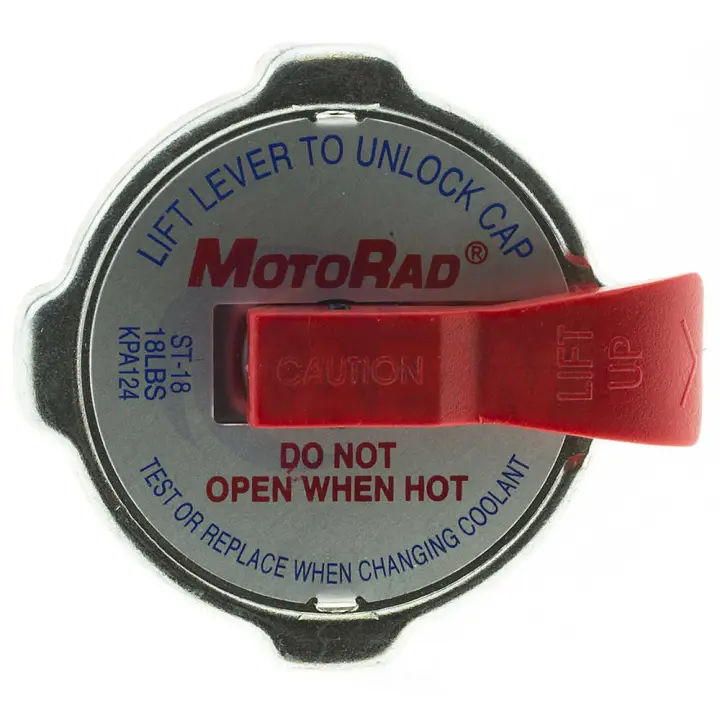 LIFT LEVER TO UNLOCK CAP
MOTORAD®
ST-18
18LBS
KPA124
CAUTION
LIFT
UP
DO NOT
OPEN WHEN HOT
TEST OR REPLACE WHEN CHANGING COOLANT